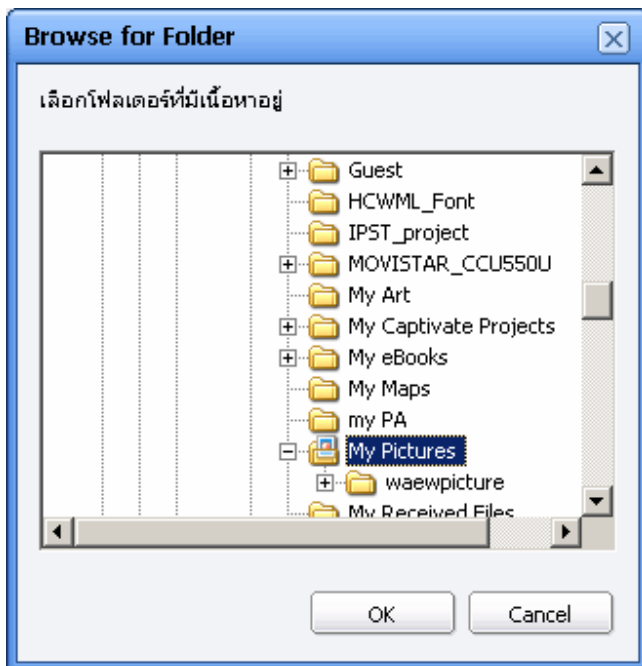 Browse for Folder
เลือกโฟลเดอร์ที่มีเนื้อหาอยู่
Guest
HCWML_Font
IPST_project
MOVISTAR_CCU550U
My Art
My Captivate Projects
My eBooks
My Maps
my PA
My Pictures
waewpicture
My Received Files
OK
Cancel